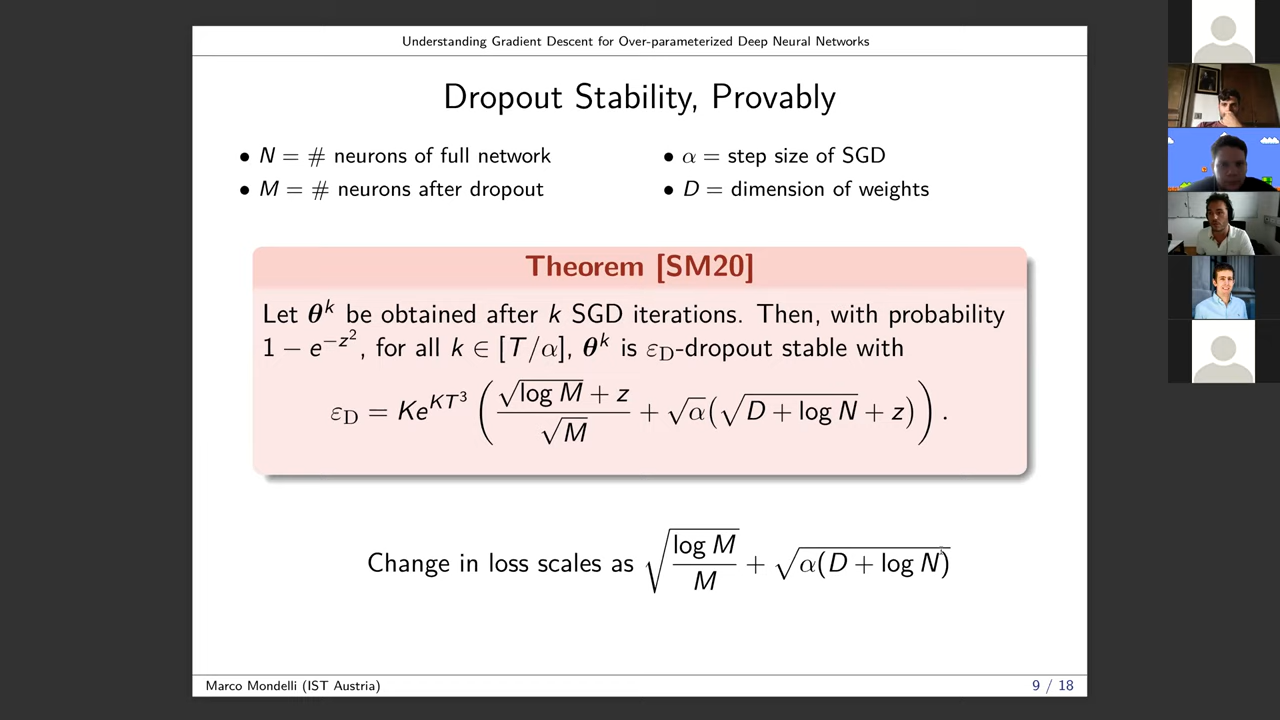 Understanding Gradient Descent for Over-parameterized Deep Neural Networks
Dropout Stability, Provably
• N = # neurons of full network
• M = # neurons after dropout
• α = step size of SGD
• D = dimension of weights
Theorem [SM20]
Let θ^k be obtained after k SGD iterations. Then, with probability
1 − e^{−z^2}, for all k ∈ [T/α], θ^k is ε_D-dropout stable with
ε_D = Ke^{KT^3} ( (√(log M) + z) / √M + √α(√(D + log N) + z) ) .
Change in loss scales as √(log M / M) + √(α(D + log N))
Marco Mondelli (IST Austria)
9 / 18